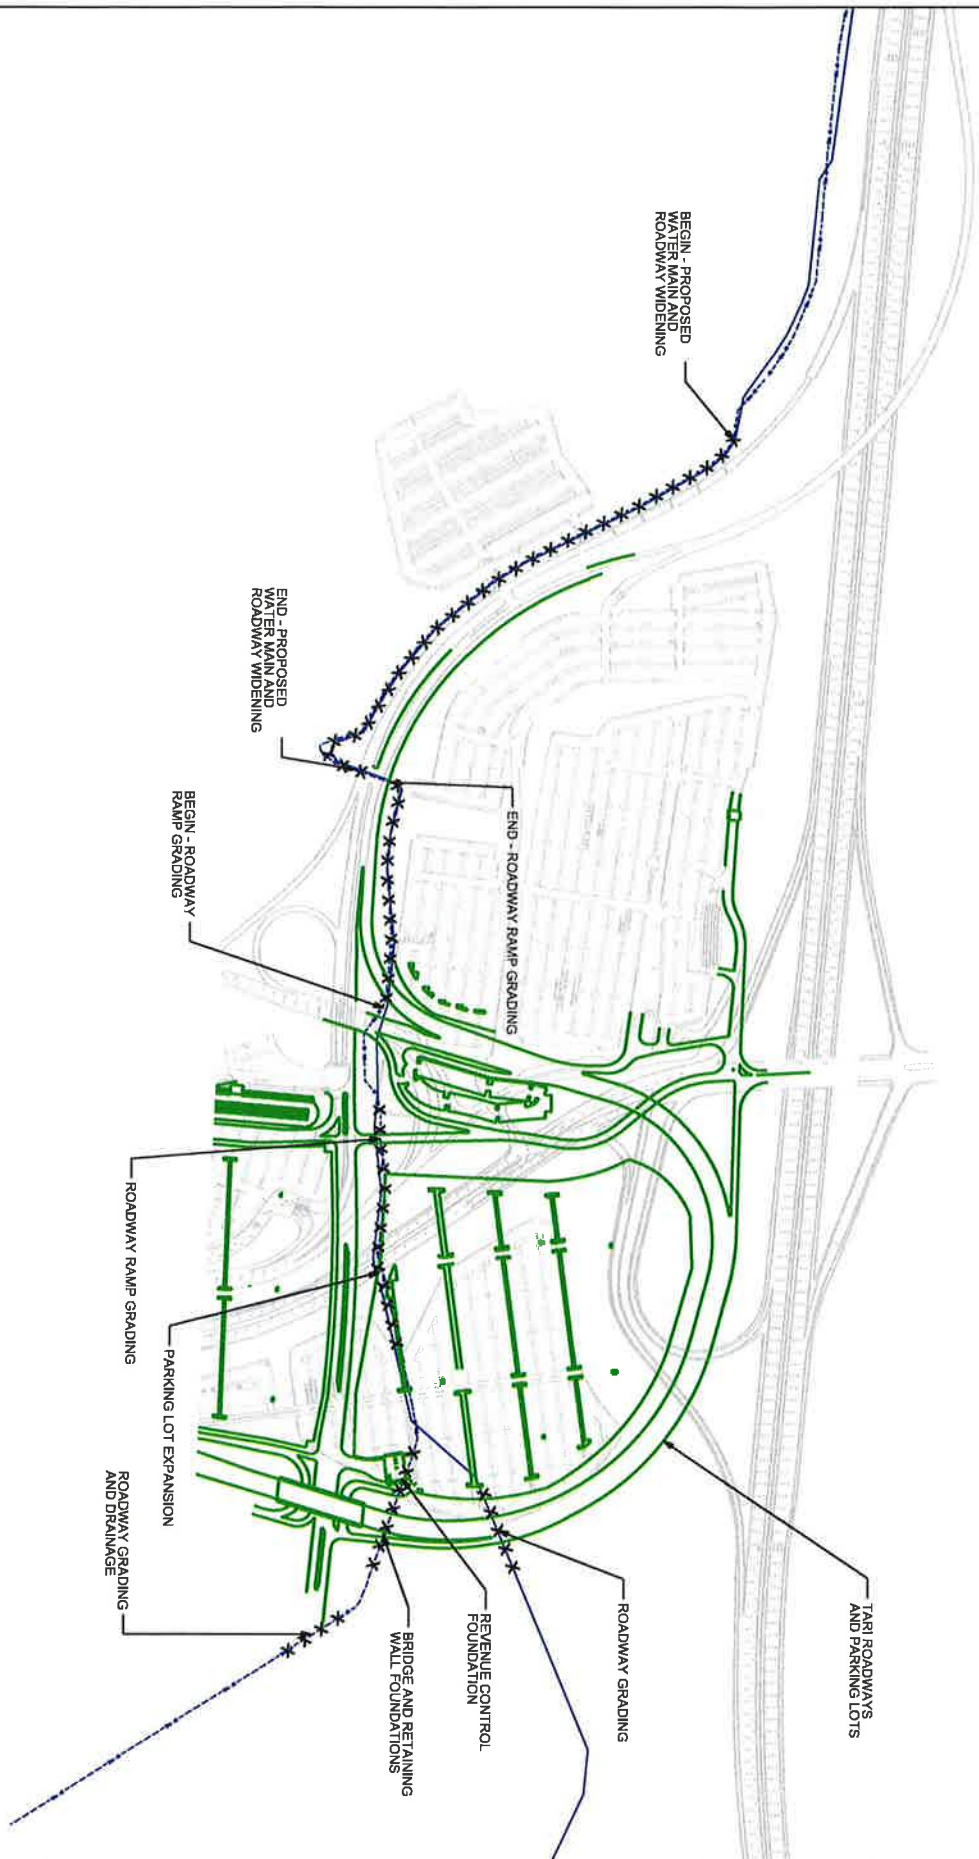 BEGIN - PROPOSED
WATER MAIN AND
ROADWAY WIDENING
END - PROPOSED
WATER MAIN AND
ROADWAY WIDENING
END - ROADWAY RAMP GRADING
BEGIN - ROADWAY
RAMP GRADING
ROADWAY RAMP GRADING
PARKING LOT EXPANSION
ROADWAY GRADING
AND DRAINAGE
BRIDGE AND RETAINING
WALL FOUNDATIONS
REVENUE CONTROL
FOUNDATION
ROADWAY GRADING
TARI ROADWAYS
AND PARKING LOTS